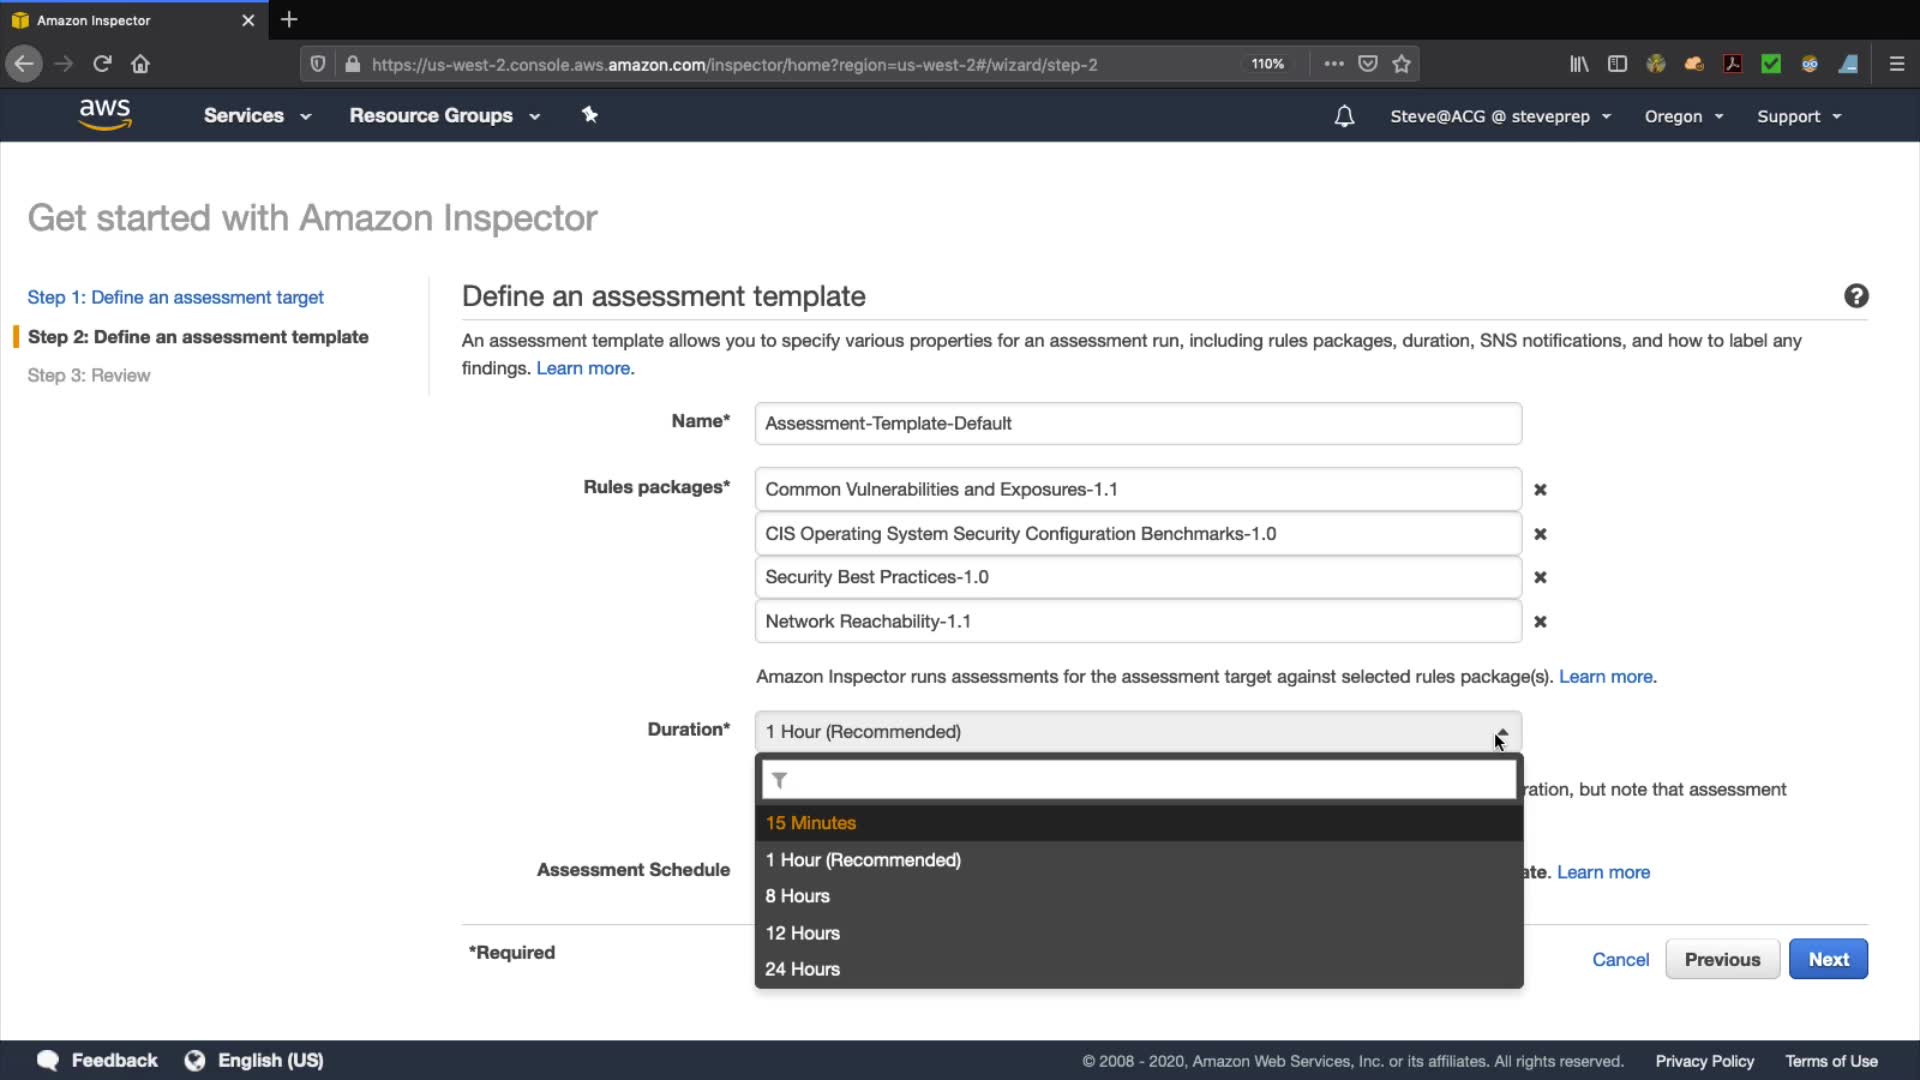 Amazon Inspector
https://us-west-2.console.aws.amazon.com/inspector/home?region=us-west-2#/wizard/step-2
110%
aws
Services
Resource Groups
Steve@ACG @ steveprep
Oregon
Support
Get started with Amazon Inspector
Step 1: Define an assessment target
Step 2: Define an assessment template
Step 3: Review
Define an assessment template
An assessment template allows you to specify various properties for an assessment run, including rules packages, duration, SNS notifications, and how to label any
findings. Learn more.
Name*
Assessment-Template-Default
Rules packages*
Common Vulnerabilities and Exposures-1.1
CIS Operating System Security Configuration Benchmarks-1.0
Security Best Practices-1.0
Network Reachability-1.1
Amazon Inspector runs assessments for the assessment target against selected rules package(s). Learn more.
Duration*
1 Hour (Recommended)
ration, but note that assessment
15 Minutes
1 Hour (Recommended)
8 Hours
12 Hours
24 Hours
Assessment Schedule
ate. Learn more
*Required
Cancel
Previous
Next
Feedback
English (US)
© 2008 - 2020, Amazon Web Services, Inc. or its affiliates. All rights reserved.
Privacy Policy
Terms of Use